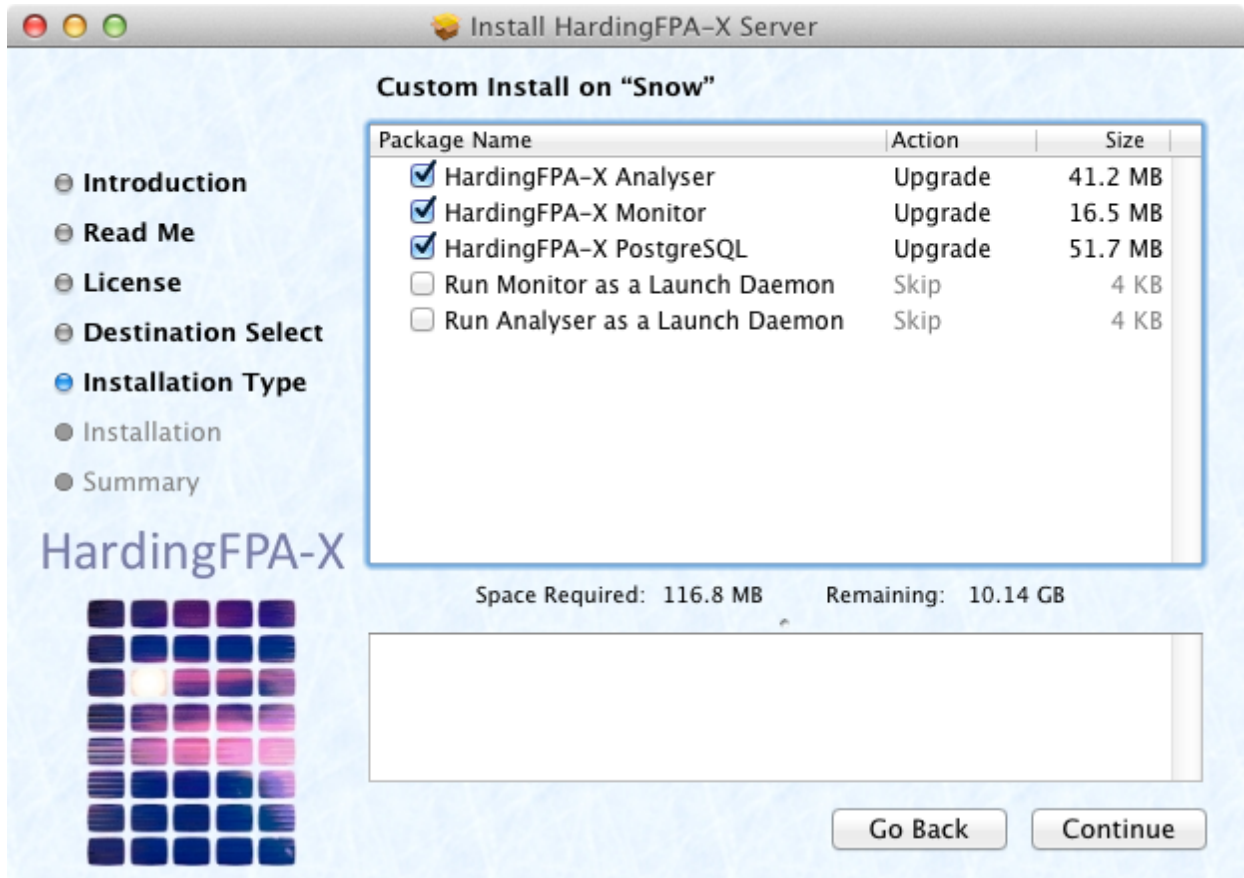 Install HardingFPA-X Server
Custom Install on “Snow”
Package Name Action Size
HardingFPA-X Analyser Upgrade 41.2 MB
HardingFPA-X Monitor Upgrade 16.5 MB
HardingFPA-X PostgreSQL Upgrade 51.7 MB
Run Monitor as a Launch Daemon Skip 4 KB
Run Analyser as a Launch Daemon Skip 4 KB
Introduction
Read Me
License
Destination Select
Installation Type
Installation
Summary
HardingFPA-X
Space Required: 116.8 MB Remaining: 10.14 GB
Go Back Continue